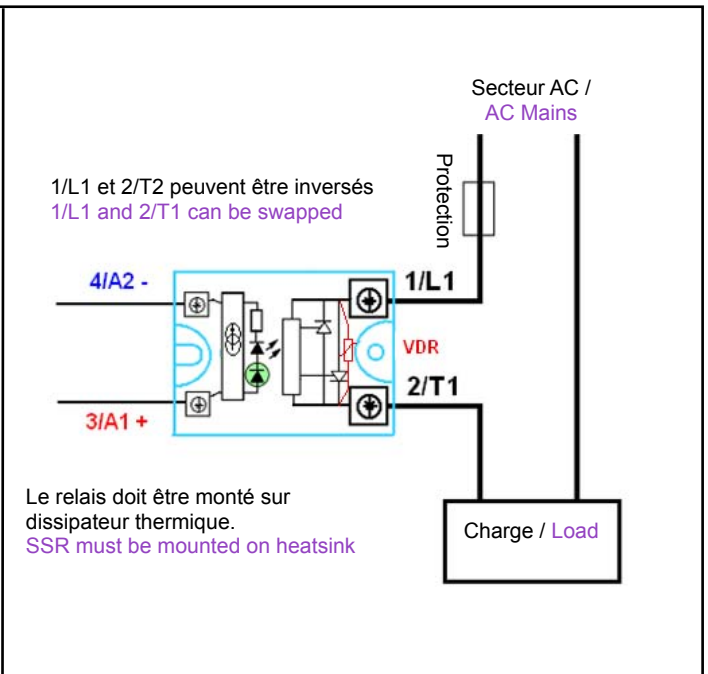 Secteur AC /
AC Mains
Protection
1/L1 et 2/T2 peuvent être inversés
1/L1 and 2/T1 can be swapped
4/A2 -
1/L1
VDR
2/T1
3/A1 +
Le relais doit être monté sur
dissipateur thermique.
SSR must be mounted on heatsink
Charge / Load